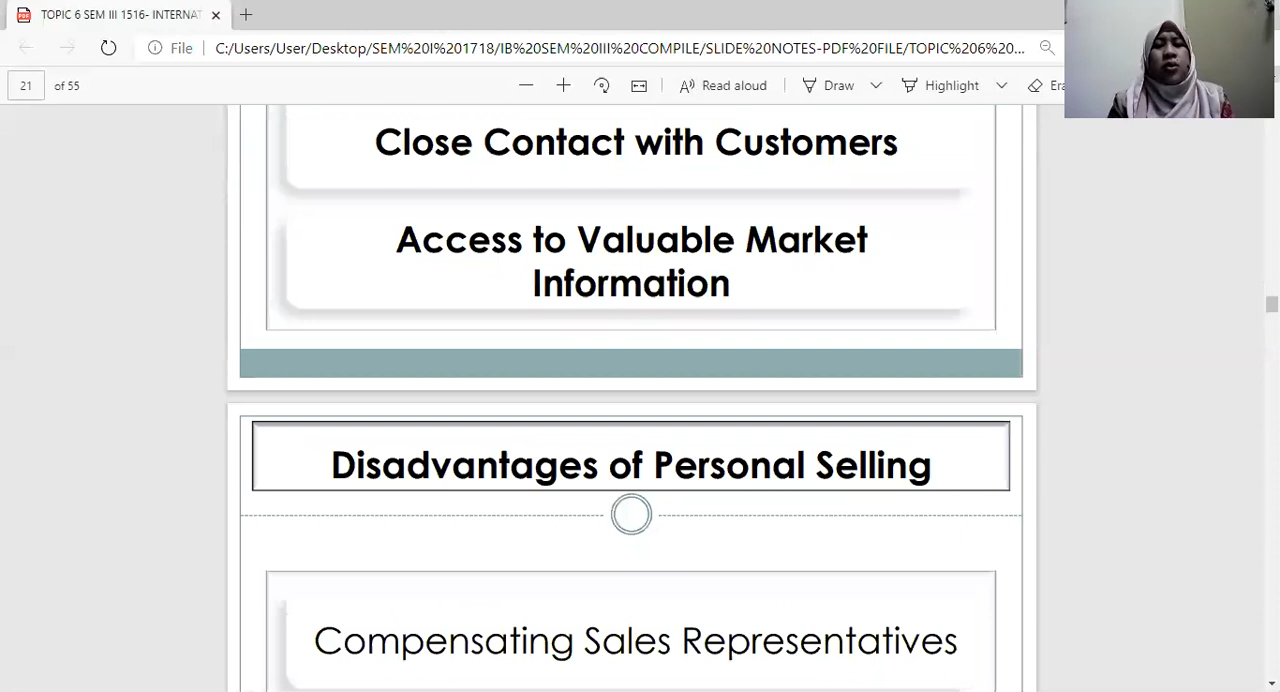 TOPIC 6 SEM III 1516- INTERNAT
File
C:/Users/User/Desktop/SEM%20I%201718/IB%20SEM%20III%20COMPILE/SLIDE%20NOTES-PDF%20FILE/TOPIC%206%20...
21 of 55
Read aloud
Draw
Highlight
Era
Close Contact with Customers
Access to Valuable Market
Information
Disadvantages of Personal Selling
Compensating Sales Representatives